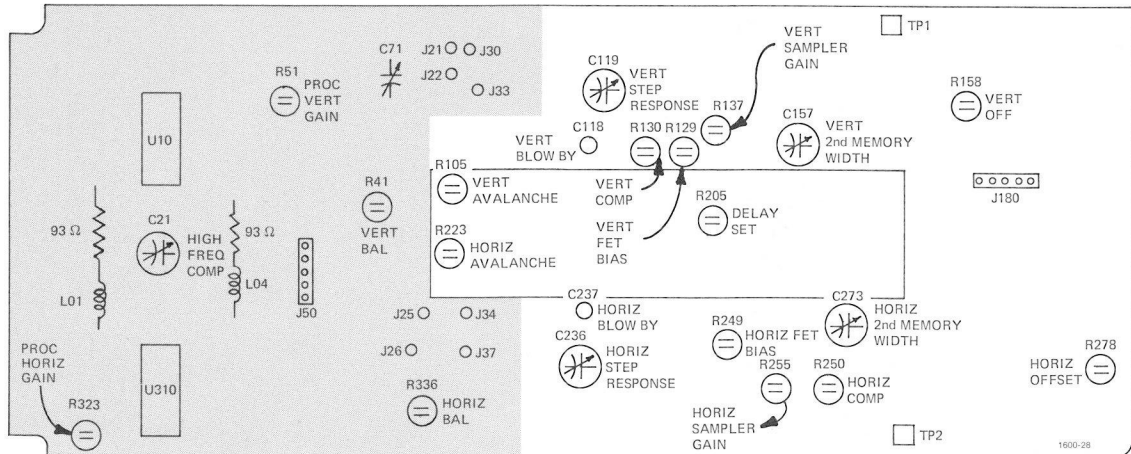 TP1
VERT
SAMPLER
GAIN
J21
J30
C71
J22
J33
R51
PROC
VERT
GAIN
C119
VERT
STEP
RESPONSE
R158
VERT
OFF
R137
C157
VERT
2nd MEMORY
WIDTH
C118
VERT
BLOW BY
R130
R129
U10
R105
VERT
AVALANCHE
VERT
COMP
R41
VERT
BAL
R205
DELAY
SET
J180
93 Ω
C21
HIGH
FREQ
COMP
93 Ω
R223
HORIZ
AVALANCHE
VERT
FET
BIAS
L01
L04
J50
C237
HORIZ
BLOW BY
C273
HORIZ
2nd MEMORY
WIDTH
J25
J34
J26
J37
C236
HORIZ
STEP
RESPONSE
R249
HORIZ FET
BIAS
R255
R250
HORIZ
COMP
R278
HORIZ
OFFSET
PROC
HORIZ
GAIN
R323
U310
R336
HORIZ
BAL
HORIZ
SAMPLER
GAIN
TP2
1600-28